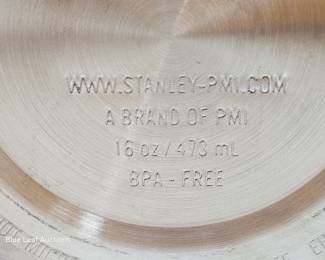 WWW.STANLEY-PMI.COM
A BRAND OF PMI
16 oz/473 mL
BPA - FREE
Blue Leaf Auctions